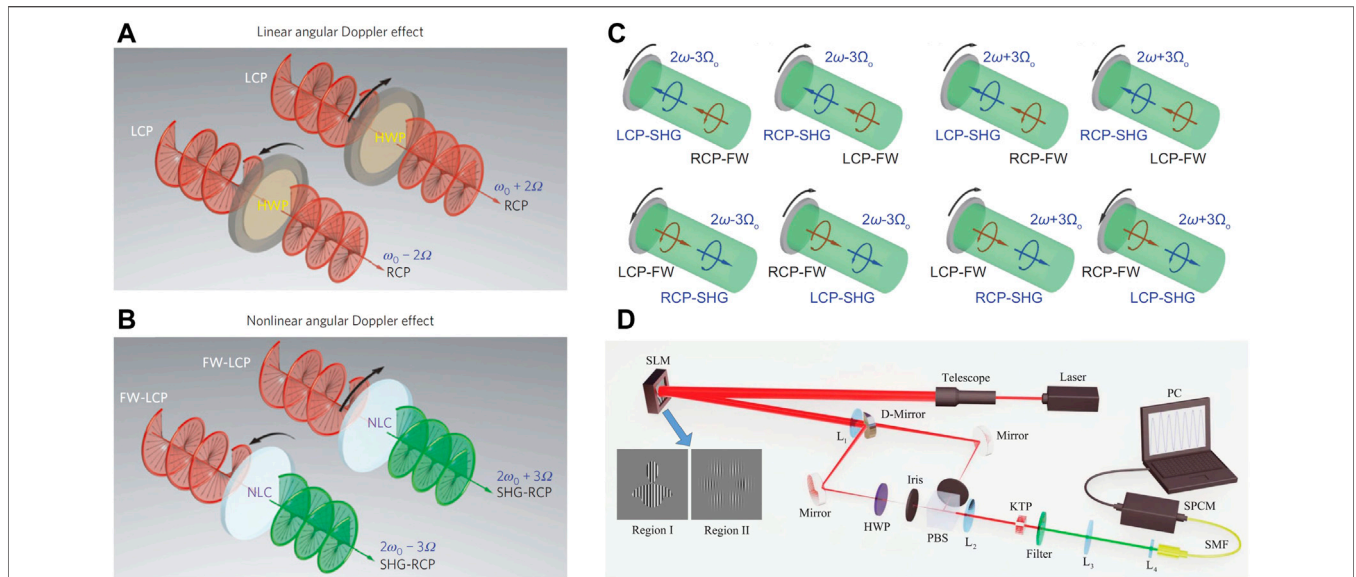 A
Linear angular Doppler effect
LCP
LCP
HWP
HWP
ω₀ + 2Ω
RCP
ω₀ − 2Ω
RCP
B
Nonlinear angular Doppler effect
FW-LCP
FW-LCP
NLC
NLC
2ω₀ + 3Ω
SHG-RCP
2ω₀ − 3Ω
SHG-RCP
C
2ω-3Ωₒ
2ω-3Ωₒ
2ω+3Ωₒ
2ω+3Ωₒ
LCP-SHG
RCP-SHG
LCP-SHG
RCP-SHG
RCP-FW
LCP-FW
RCP-FW
LCP-FW
2ω-3Ωₒ
2ω-3Ωₒ
2ω+3Ωₒ
2ω+3Ωₒ
LCP-FW
RCP-FW
LCP-FW
RCP-FW
RCP-SHG
LCP-SHG
RCP-SHG
LCP-SHG
D
SLM
Telescope
Laser
PC
D-Mirror
L₁
Mirror
Region I
Region II
Mirror
HWP
Iris
PBS
L₂
KTP
Filter
L₃
L₄
SPCM
SMF